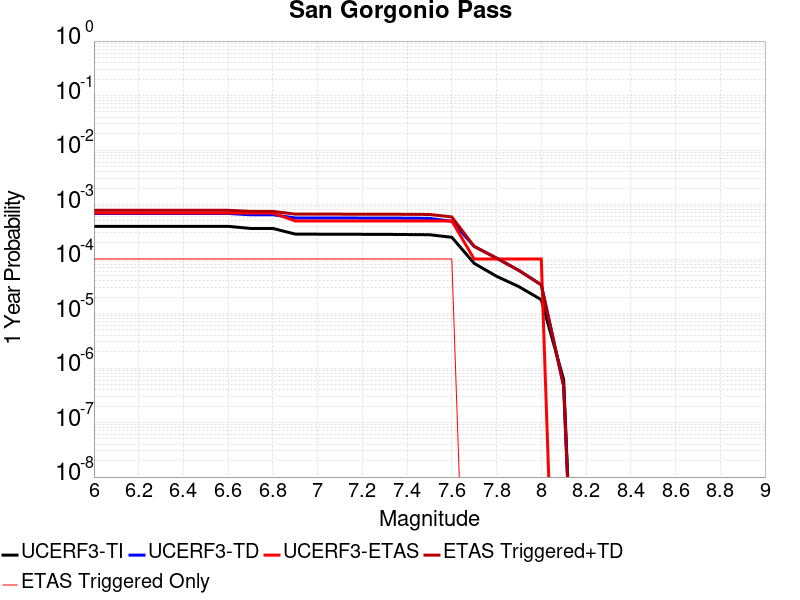 San Gorgonio Pass
10^0
10^-1
10^-2
10^-3
10^-4
10^-5
10^-6
10^-7
10^-8
1 Year Probability
6 6.2 6.4 6.6 6.8 7 7.2 7.4 7.6 7.8 8 8.2 8.4 8.6 8.8 9
Magnitude
UCERF3-TI UCERF3-TD UCERF3-ETAS ETAS Triggered+TD
ETAS Triggered Only